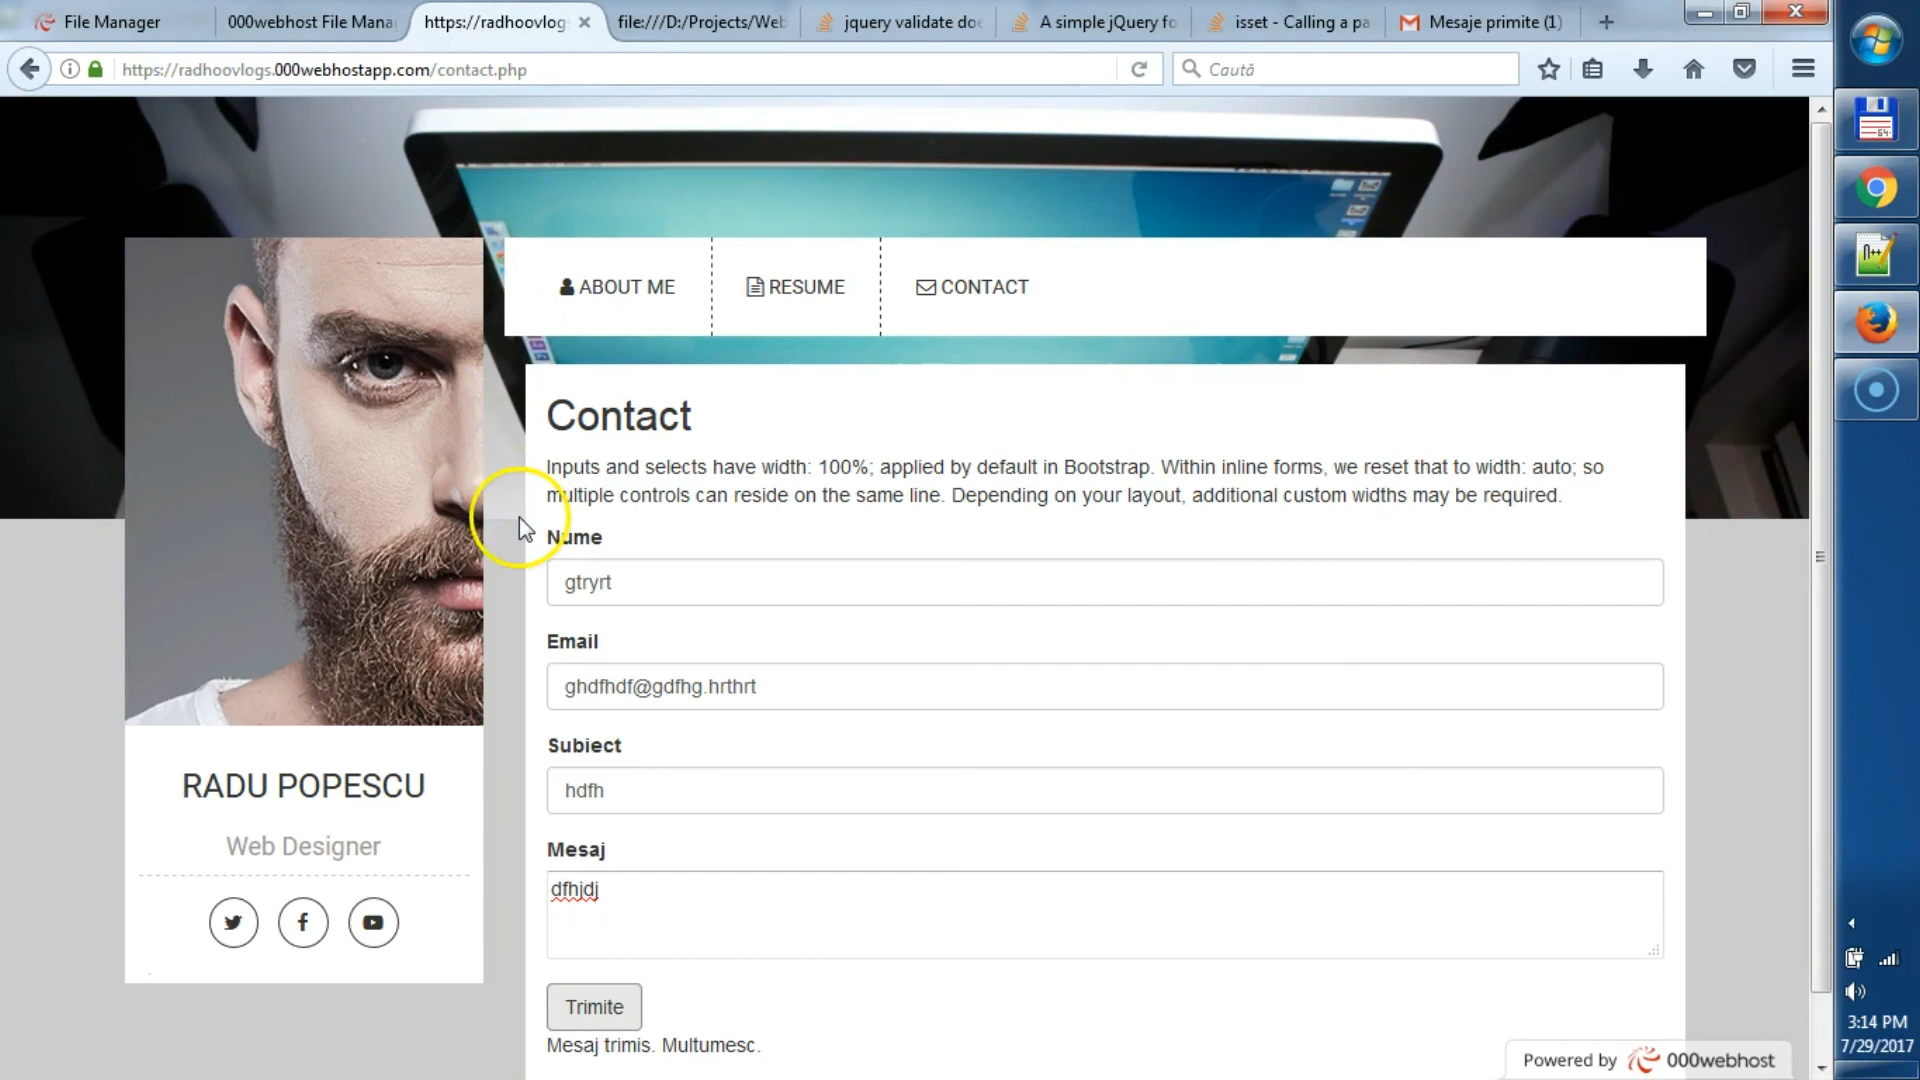 File Manager
000webhost File Mana
https://radhoovlogs
file:///D:/Projects/Web
jquery validate doe
A simple jQuery fo
isset - Calling a pa
Mesaje primite (1)
https://radhoovlogs.000webhostapp.com/contact.php
Caută
ABOUT ME
RESUME
CONTACT
Contact
Inputs and selects have width: 100%; applied by default in Bootstrap. Within inline forms, we reset that to width: auto; so
multiple controls can reside on the same line. Depending on your layout, additional custom widths may be required.
Nume
gtryrt
Email
ghdfhdf@gdfhg.hrthrt
Subiect
hdfh
Mesaj
dfhjdj
Trimite
Mesaj trimis. Multumesc.
RADU POPESCU
Web Designer
Powered by 000webhost
64
3:14 PM
7/29/2017